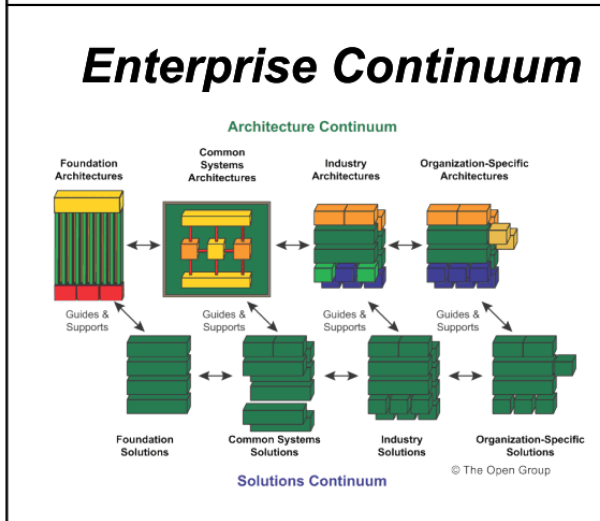 Enterprise Continuum
Architecture Continuum
Foundation
Architectures
Common
Systems
Architectures
Industry
Architectures
Organization-Specific
Architectures
Guides &
Supports
Guides &
Supports
Guides &
Supports
Guides &
Supports
Foundation
Solutions
Common Systems
Solutions
Industry
Solutions
Organization-Specific
Solutions
© The Open Group
Solutions Continuum